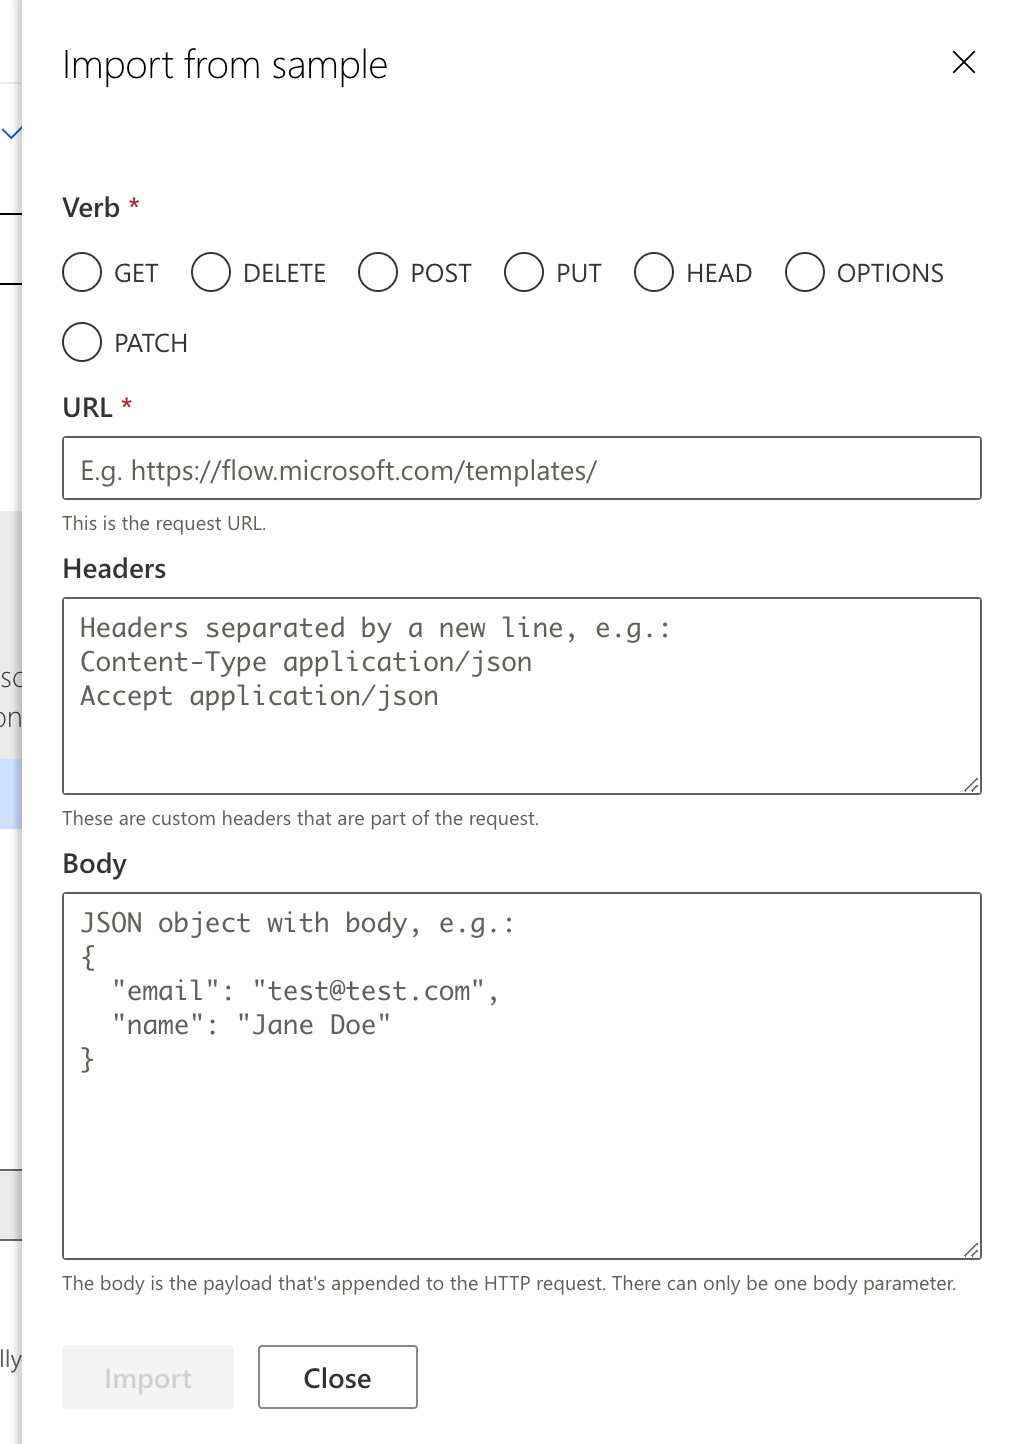 Import from sample
Verb *
GET DELETE POST PUT HEAD OPTIONS
PATCH
URL *
E.g. https://flow.microsoft.com/templates/
This is the request URL.
Headers
Headers separated by a new line, e.g.:
Content-Type application/json
Accept application/json
These are custom headers that are part of the request.
Body
JSON object with body, e.g.:
{
  "email": "test@test.com",
  "name": "Jane Doe"
}
The body is the payload that's appended to the HTTP request. There can only be one body parameter.
Import Close